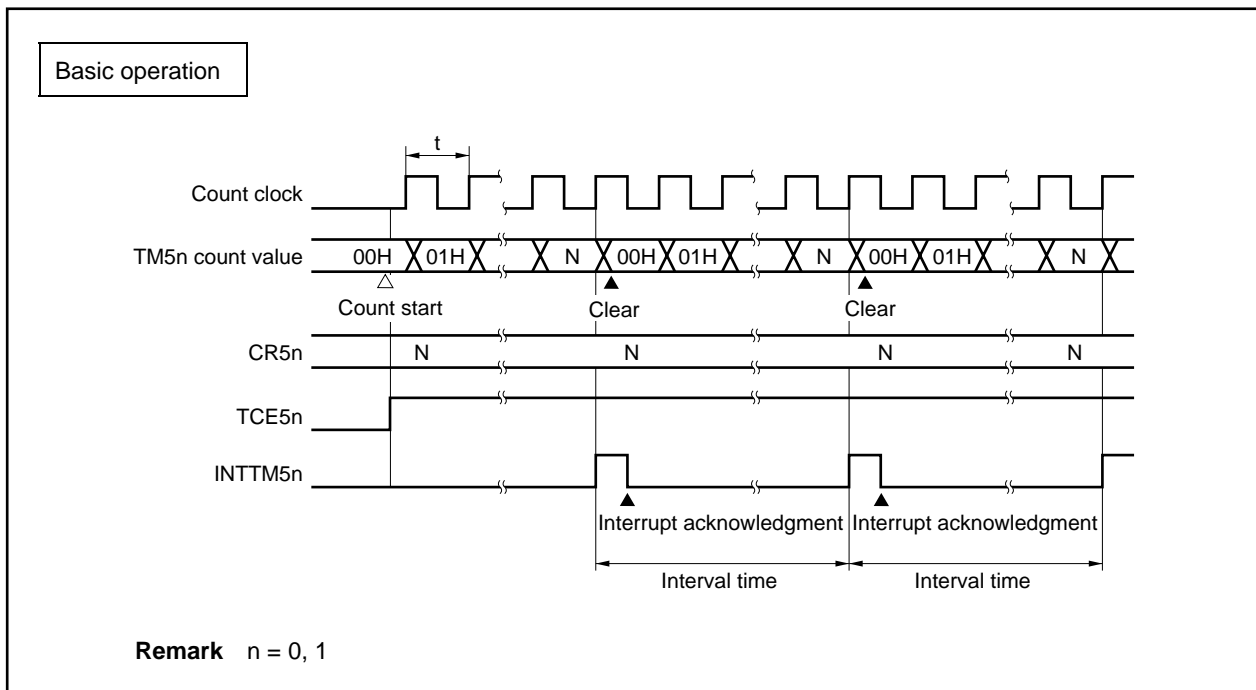 Basic operation
t
Count clock
TM5n count value 00H 01H N 00H 01H N 00H 01H N
Count start Clear Clear
CR5n N N N N
TCE5n
INTTM5n
Interrupt acknowledgment Interrupt acknowledgment
Interval time Interval time
Remark n = 0, 1